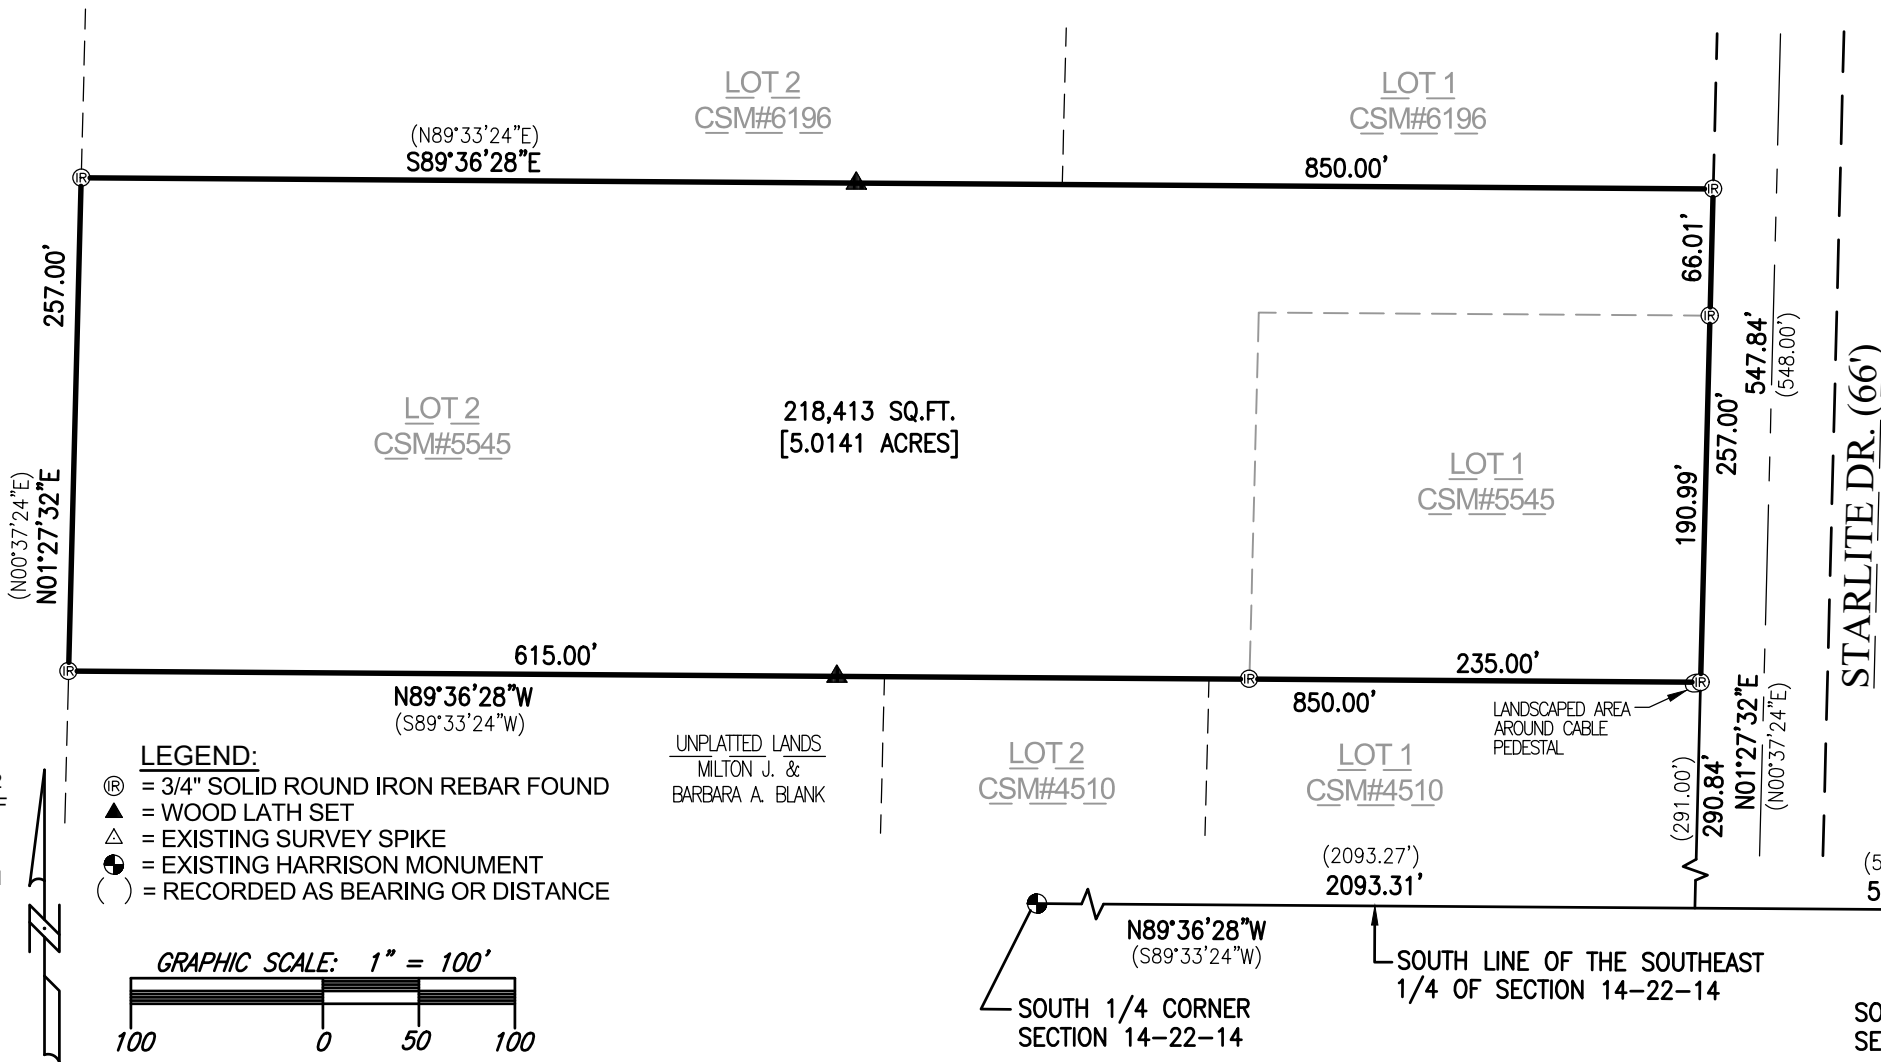 LOT 2
CSM#6196
LOT 1
CSM#6196
(N89°33'24"E)
S89°36'28"E
850.00'
257.00'
66.01'
547.84'
(548.00')
STARLITE DR. (66')
LOT 2
CSM#5545
218,413 SQ.FT.
[5.0141 ACRES]
LOT 1
CSM#5545
257.00'
190.99'
(N00°37'24"E)
N01°27'32"E
615.00'
235.00'
N89°36'28"W
(S89°33'24"W)
850.00'
LANDSCAPED AREA
AROUND CABLE
PEDESTAL
N01°27'32"E
(N00°37'24"E)
(291.00')
290.84'
UNPLATTED LANDS
MILTON J. &
BARBARA A. BLANK
LOT 2
CSM#4510
LOT 1
CSM#4510
LEGEND:
IR = 3/4" SOLID ROUND IRON REBAR FOUND
= WOOD LATH SET
= EXISTING SURVEY SPIKE
= EXISTING HARRISON MONUMENT
( ) = RECORDED AS BEARING OR DISTANCE
(2093.27')
2093.31'
(5
5
N89°36'28"W
(S89°33'24"W)
SOUTH LINE OF THE SOUTHEAST
1/4 OF SECTION 14-22-14
SOUTH 1/4 CORNER
SECTION 14-22-14
SO
SE
N
GRAPHIC SCALE: 1" = 100'
100 0 50 100